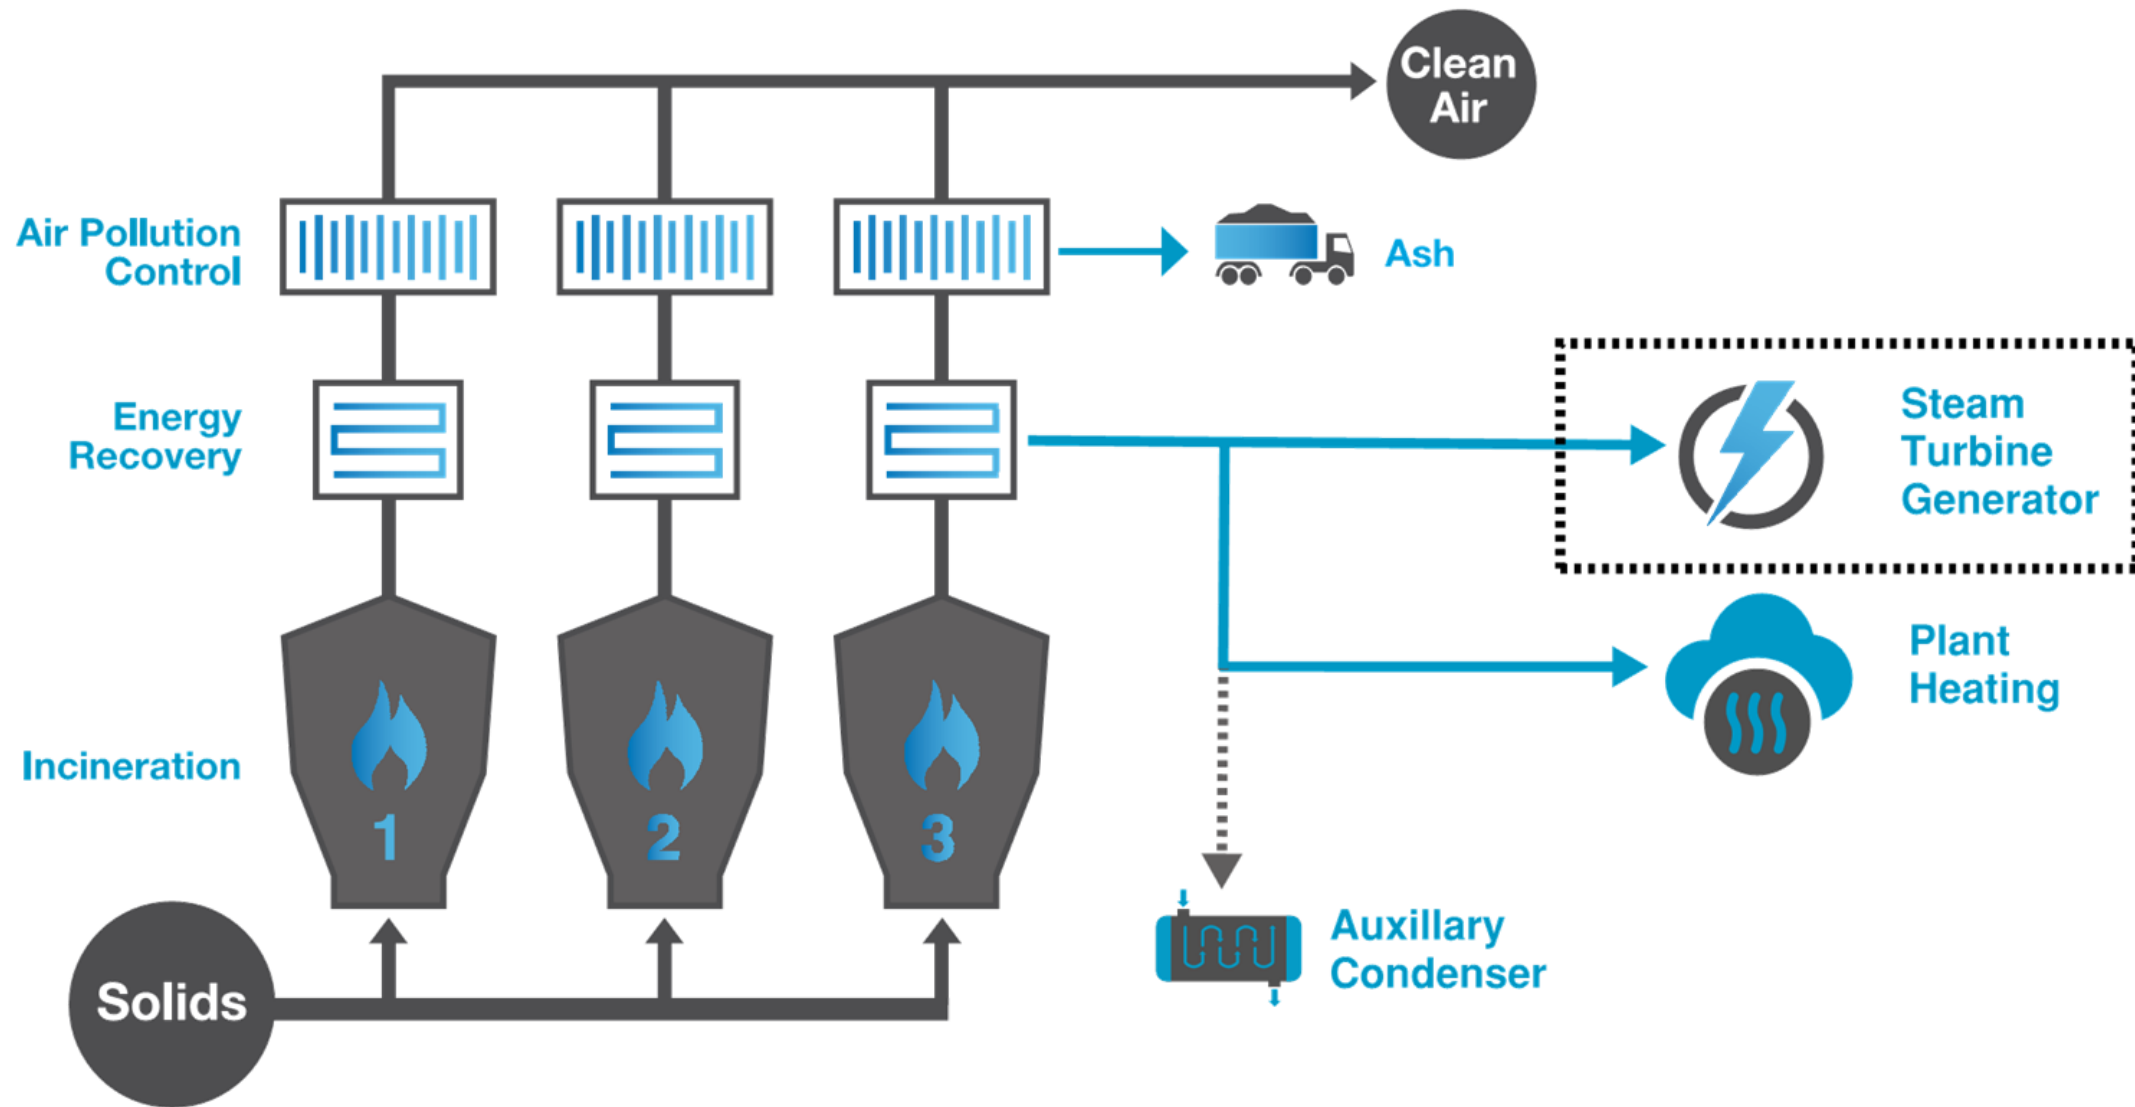 Clean
Air
Air Pollution
Control
Ash
Energy
Recovery
Steam
Turbine
Generator
Plant
Heating
Incineration
1
2
3
Auxillary
Condenser
Solids